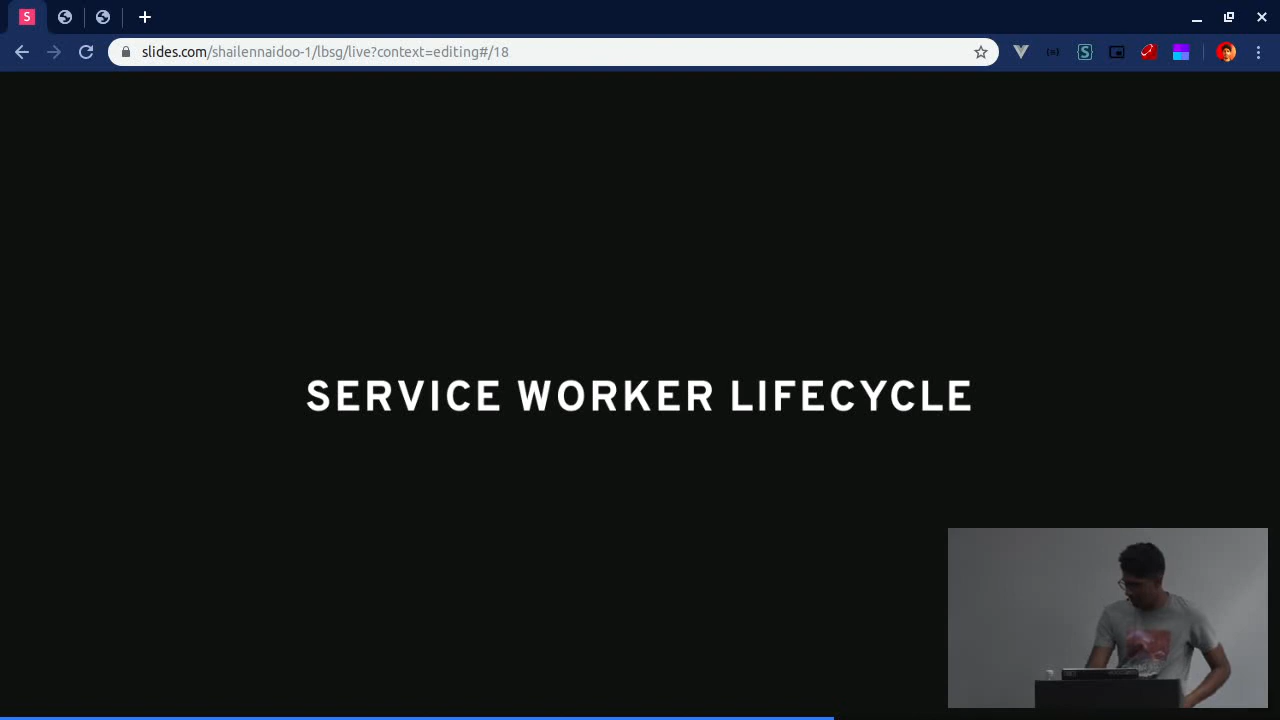 S
slides.com/shailennaidoo-1/lbsg/live?context=editing#/18
SERVICE WORKER LIFECYCLE